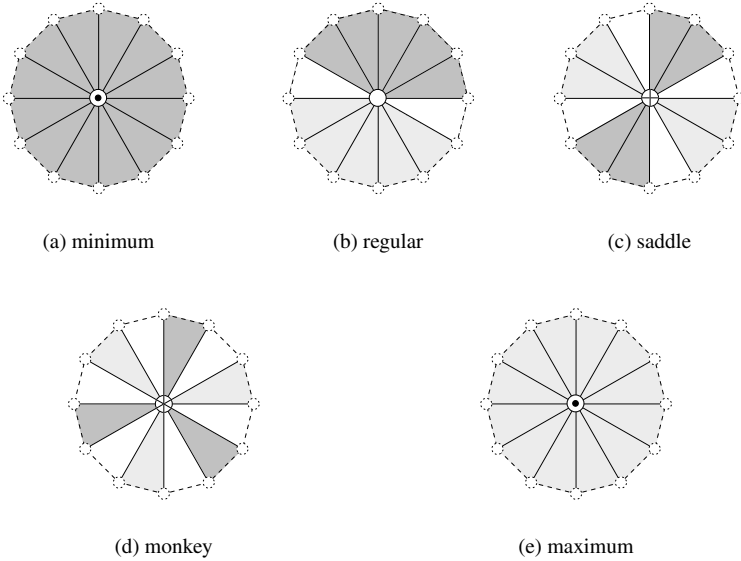 (a) minimum
(b) regular
(c) saddle
(d) monkey
(e) maximum